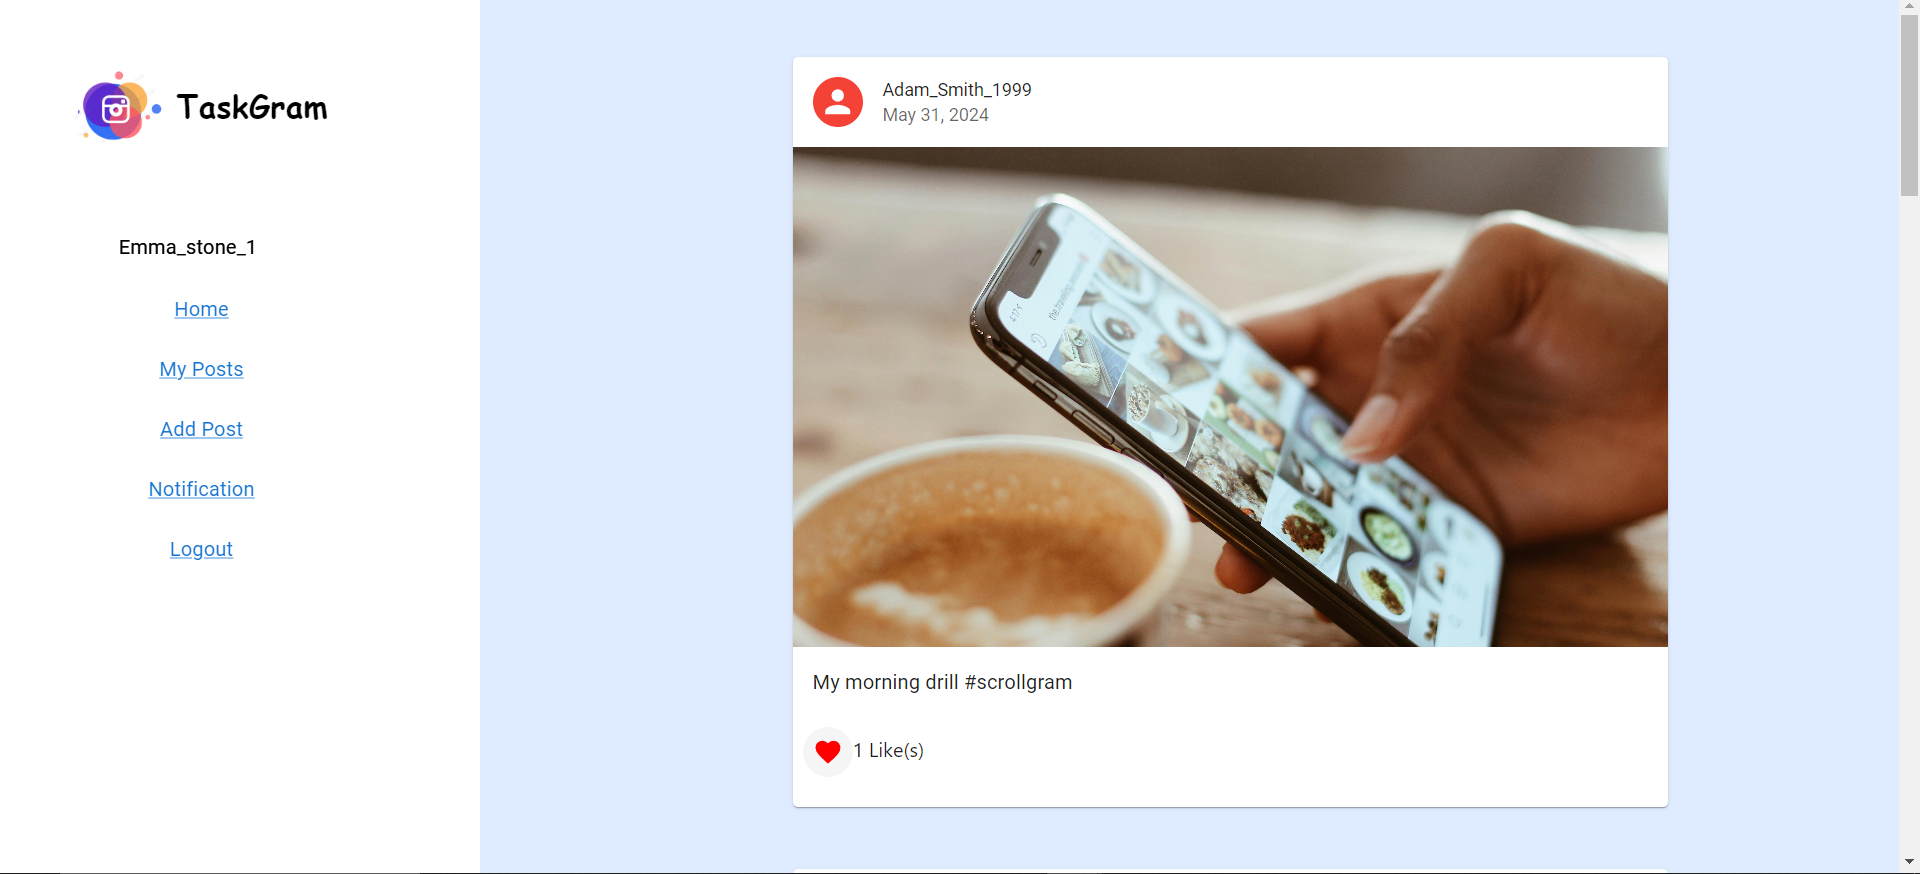 TaskGram
Emma_stone_1
Home
My Posts
Add Post
Notification
Logout
Adam_Smith_1999
May 31, 2024
My morning drill #scrollgram
1 Like(s)